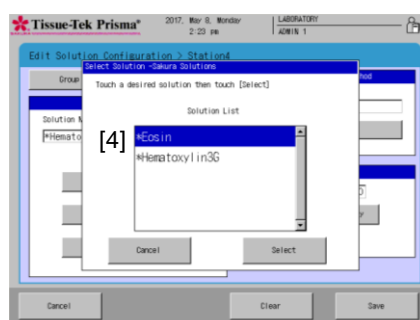 Tissue-Tek Prisma®
2017, May 8, Monday
2:23 pm
LABORATORY
ADMIN 1
Edit Solution Configuration > Station4
Select Solution -Sakura Solutions
Group
Touch a desired solution then touch [Select]
Solution List
[4]
*Eosin
*Hematoxylin3G
*Hemato
Cancel
Select
Cancel
Clear
Save